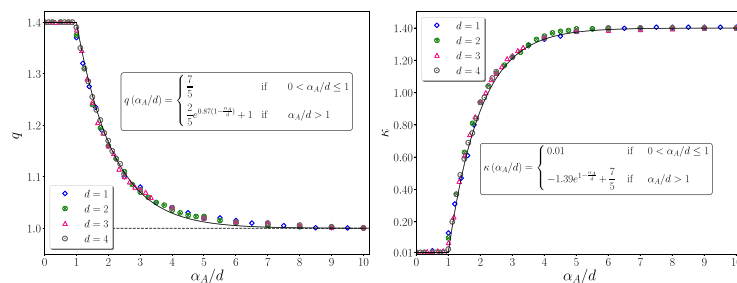 1.4
1.3
1.2
1.1
1.0
q
q (α_A/d) = { 7/5 if 0 < α_A/d ≤ 1
2/5 e^{0.87(1−α_A/d)} + 1 if α_A/d > 1
d = 1
d = 2
d = 3
d = 4
0 1 2 3 4 5 6 7 8 9 10
α_A/d
1.40
1.20
1.00
0.80
0.60
0.40
0.20
0.01
κ
d = 1
d = 2
d = 3
d = 4
κ (α_A/d) = { 0.01 if 0 < α_A/d ≤ 1
−1.39e^{1−α_A/d} + 7/5 if α_A/d > 1
0 1 2 3 4 5 6 7 8 9 10
α_A/d